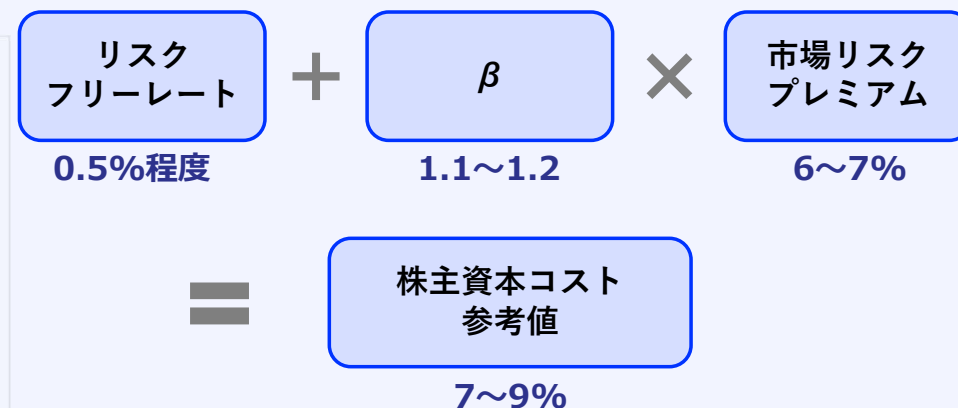 リスク
フリーレート
+
β
×
市場リスク
プレミアム
0.5%程度
1.1~1.2
6~7%
=
株主資本コスト
参考値
7~9%